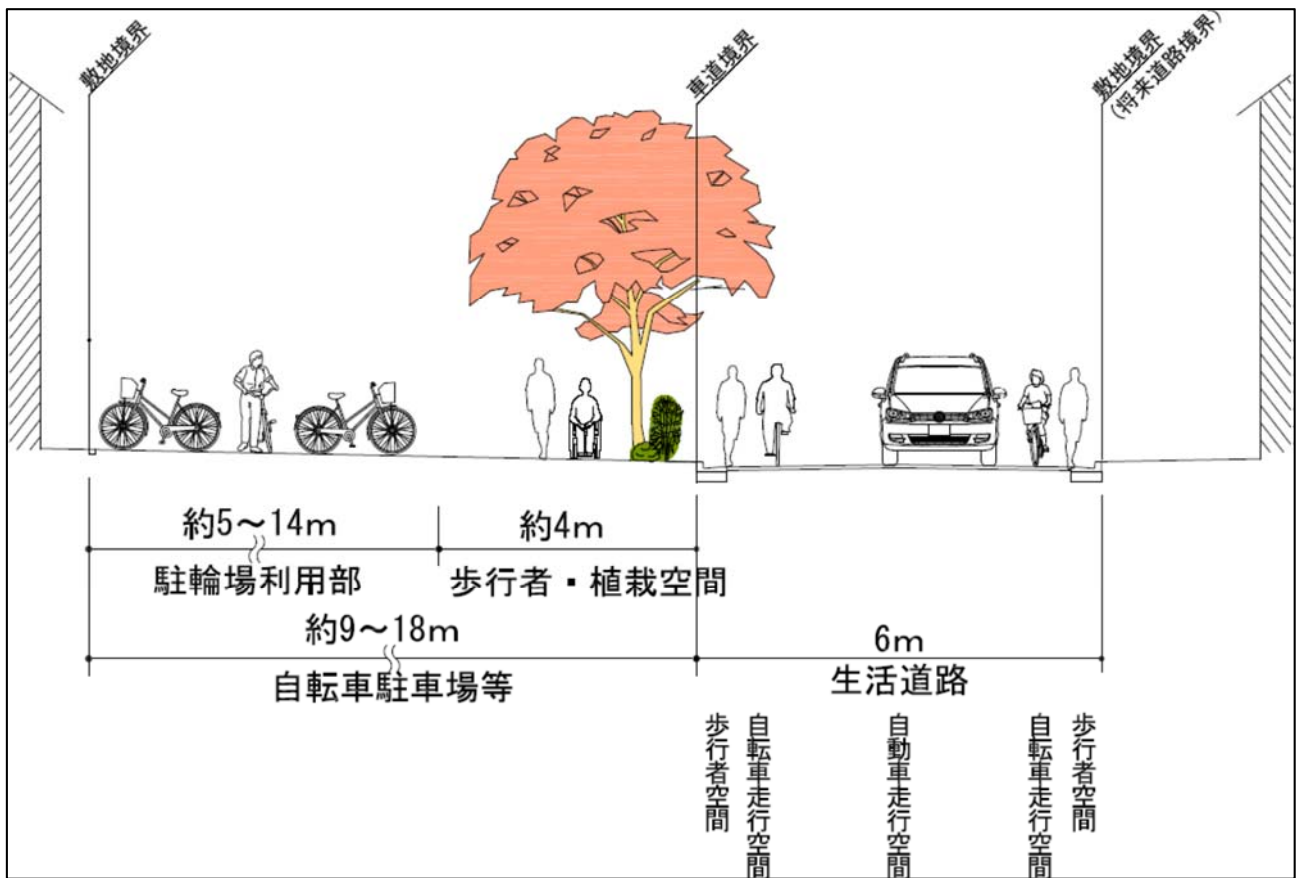 敷地境界
車道境界
敷地境界
(将来道路境界)
約5～14m
約4m
駐輪場利用部
歩行者・植栽空間
約9～18m
6m
自転車駐車場等
生活道路
歩行者空間
自転車走行空間
自動車走行空間
自転車走行空間
歩行者空間